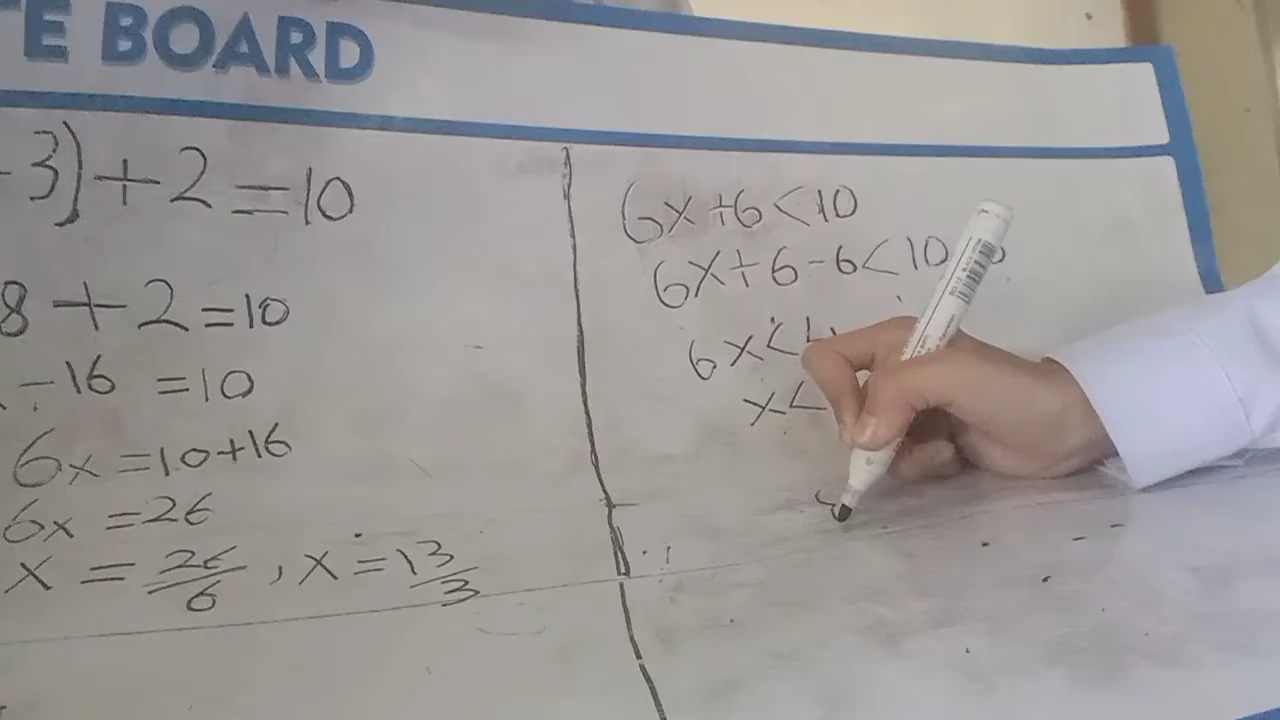 E BOARD
-3)+2=10
8+2=10
-16 =10
6x=10+16
6x=26
x=26/6, x=13/3
6x+6<10
6x+6-6<10
6x<4
x<